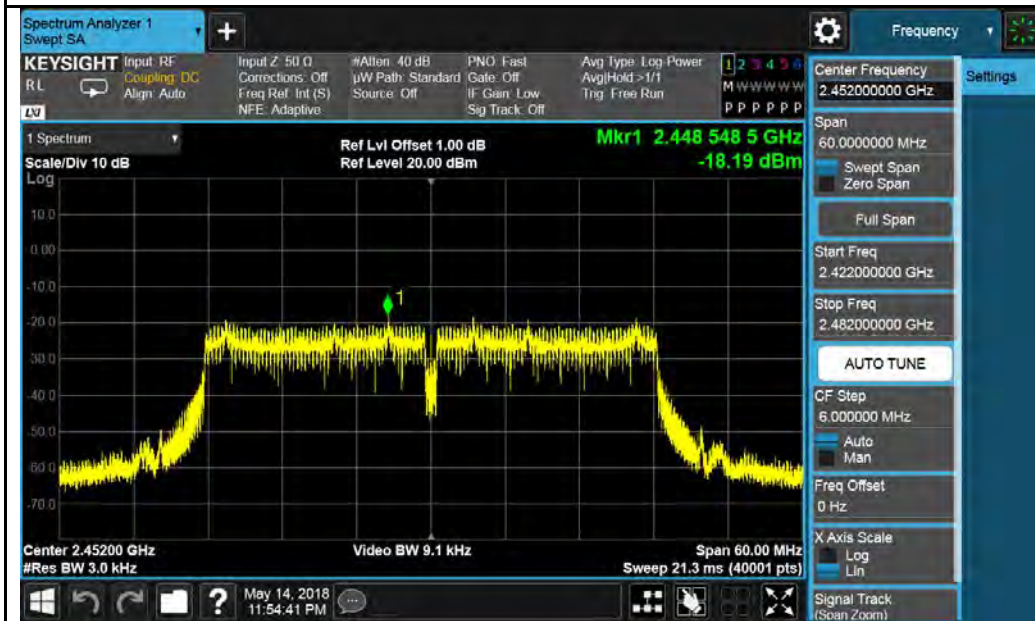 Spectrum Analyzer 1
Swept SA
+
Frequency
KEYSIGHT Input: RF Input Z: 50 Ω #Atten: 40 dB PNO: Fast Avg Type: Log-Power 1 2 3 4 5 6
RL Coupling: DC Corrections: Off µW Path: Standard Gate: Off Avg|Hold:>1/1 M W W W W W
Align: Auto Freq Ref: Int (S) Source: Off IF Gain: Low Trig: Free Run
LXI NFE: Adaptive Sig Track: Off P P P P P P
1 Spectrum
Scale/Div 10 dB
Ref Lvl Offset 1.00 dB
Ref Level 20.00 dBm
Mkr1 2.448 548 5 GHz
-18.19 dBm
Log
10.0
0.00
-10.0
-20.0
-30.0
-40.0
-50.0
-60.0
-70.0
1
Center 2.45200 GHz Video BW 9.1 kHz Span 60.00 MHz
#Res BW 3.0 kHz Sweep 21.3 ms (40001 pts)
Center Frequency
2.452000000 GHz
Settings
Span
60.0000000 MHz
Swept Span
Zero Span
Full Span
Start Freq
2.422000000 GHz
Stop Freq
2.482000000 GHz
AUTO TUNE
CF Step
6.000000 MHz
Auto
Man
Freq Offset
0 Hz
X Axis Scale
Log
Lin
Signal Track
(Span Zoom)
?
May 14, 2018
11:54:41 PM